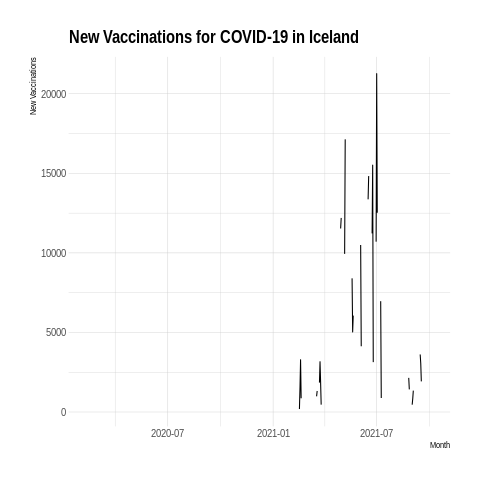 New Vaccinations for COVID-19 in Iceland
New Vaccinations
20000
15000
10000
5000
0
2020-07 2021-01 2021-07
Month